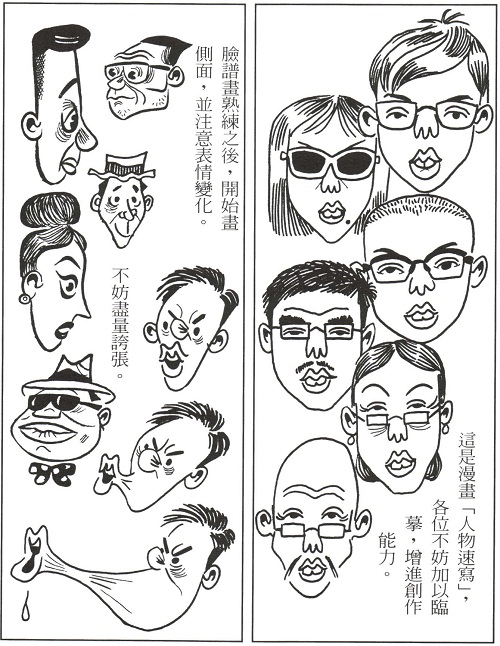 這是漫畫「人物速寫」，
各位不妨加以臨
摹，增進創作
能力。
臉譜畫熟練之後，開始畫
側面，並注意表情變化。
不妨盡量誇張。